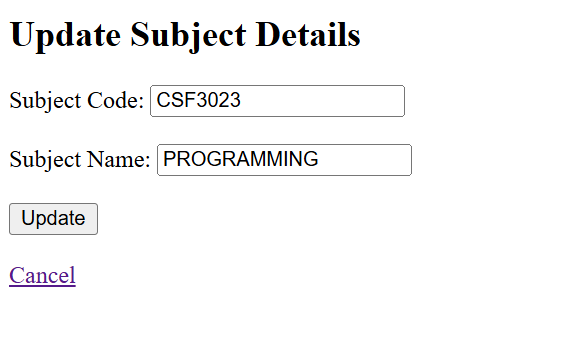 Update Subject Details
Subject Code: CSF3023
Subject Name: PROGRAMMING
Update
Cancel